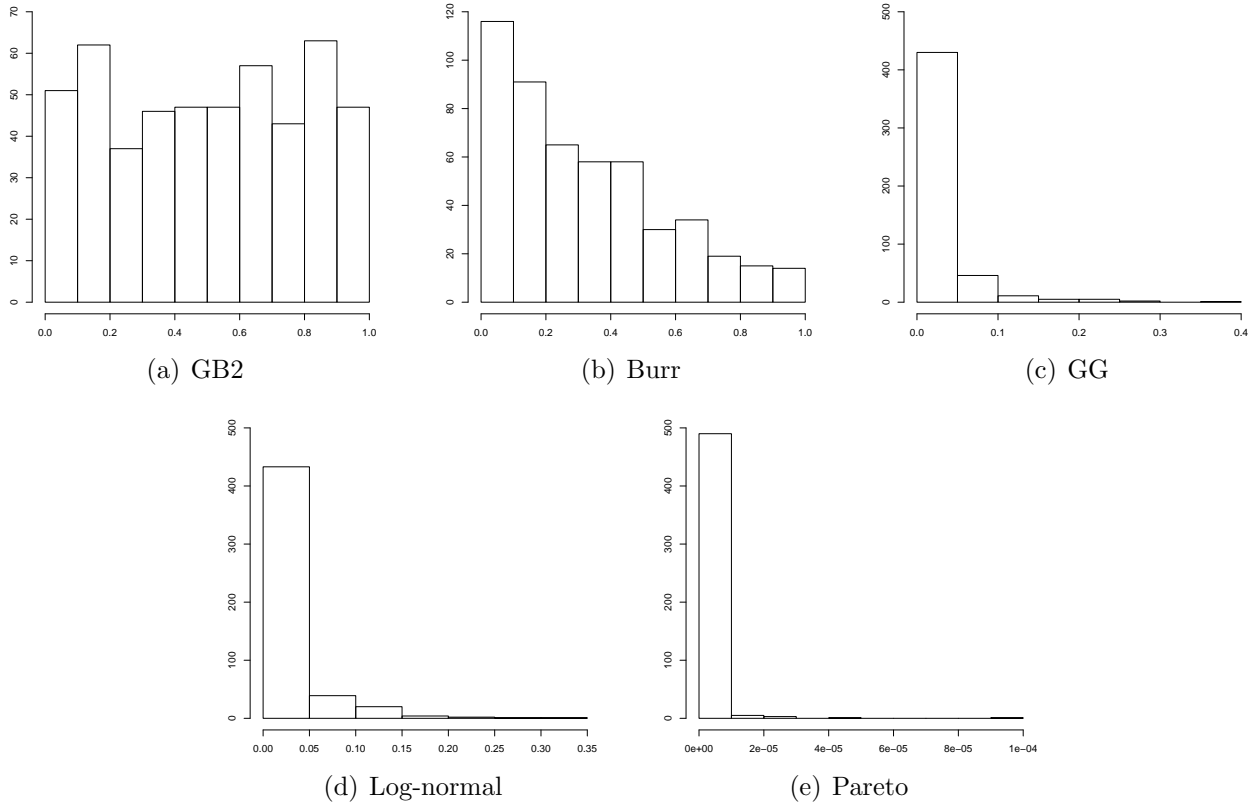 0 10 20 30 40 50 60 70
0.0 0.2 0.4 0.6 0.8 1.0
(a) GB2
0 20 40 60 80 100 120
0.0 0.2 0.4 0.6 0.8 1.0
(b) Burr
0 100 200 300 400 500
0.0 0.1 0.2 0.3 0.4
(c) GG
0 100 200 300 400 500
0.00 0.05 0.10 0.15 0.20 0.25 0.30 0.35
(d) Log-normal
0 100 200 300 400 500
0e+00 2e−05 4e−05 6e−05 8e−05 1e−04
(e) Pareto